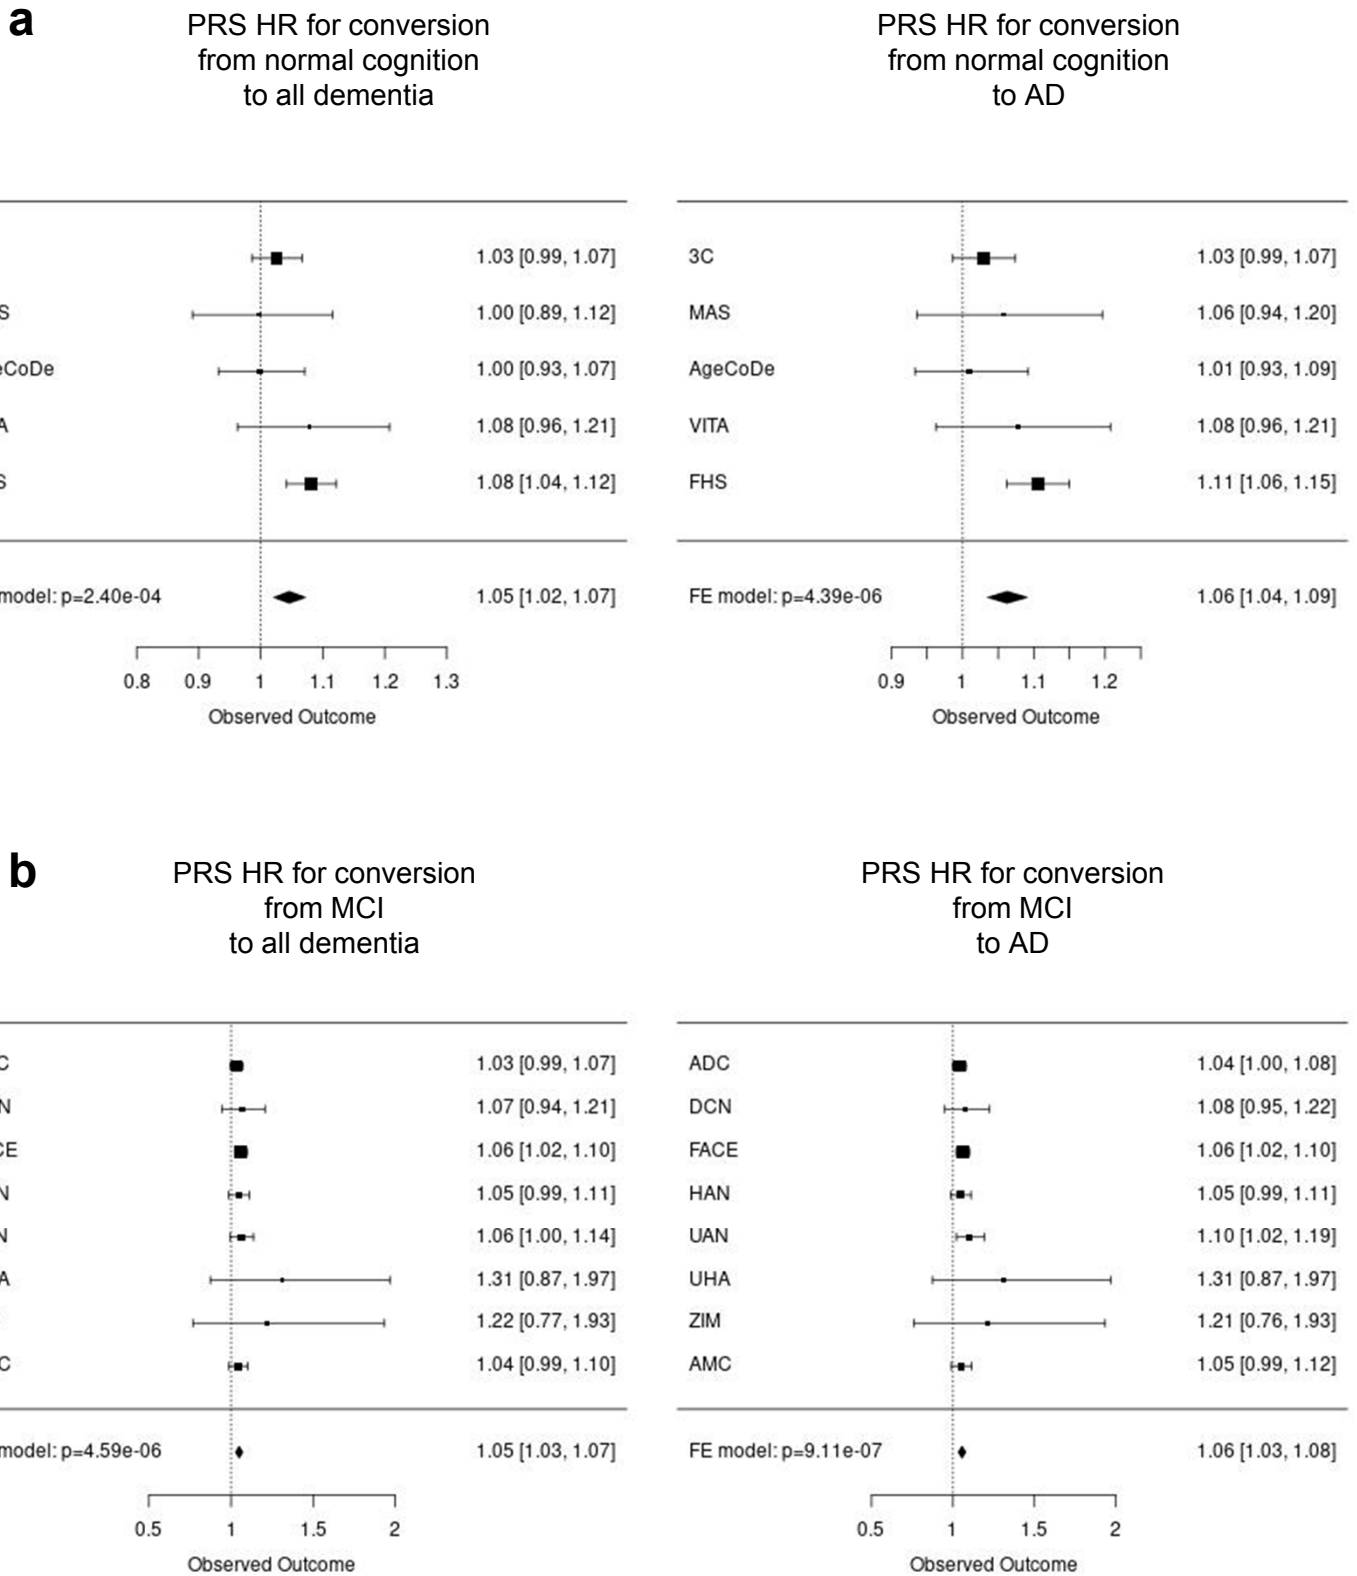 a
PRS HR for conversion
from normal cognition
to all dementia
PRS HR for conversion
from normal cognition
to AD
1.03 [0.99, 1.07]
S 1.00 [0.89, 1.12]
eCoDe 1.00 [0.93, 1.07]
A 1.08 [0.96, 1.21]
S 1.08 [1.04, 1.12]
model: p=2.40e-04 1.05 [1.02, 1.07]
0.8 0.9 1 1.1 1.2 1.3
Observed Outcome
3C 1.03 [0.99, 1.07]
MAS 1.06 [0.94, 1.20]
AgeCoDe 1.01 [0.93, 1.09]
VITA 1.08 [0.96, 1.21]
FHS 1.11 [1.06, 1.15]
FE model: p=4.39e-06 1.06 [1.04, 1.09]
0.9 1 1.1 1.2
Observed Outcome
b
PRS HR for conversion
from MCI
to all dementia
PRS HR for conversion
from MCI
to AD
C 1.03 [0.99, 1.07]
N 1.07 [0.94, 1.21]
CE 1.06 [1.02, 1.10]
N 1.05 [0.99, 1.11]
N 1.06 [1.00, 1.14]
A 1.31 [0.87, 1.97]
1.22 [0.77, 1.93]
C 1.04 [0.99, 1.10]
model: p=4.59e-06 1.05 [1.03, 1.07]
0.5 1 1.5 2
Observed Outcome
ADC 1.04 [1.00, 1.08]
DCN 1.08 [0.95, 1.22]
FACE 1.06 [1.02, 1.10]
HAN 1.05 [0.99, 1.11]
UAN 1.10 [1.02, 1.19]
UHA 1.31 [0.87, 1.97]
ZIM 1.21 [0.76, 1.93]
AMC 1.05 [0.99, 1.12]
FE model: p=9.11e-07 1.06 [1.03, 1.08]
0.5 1 1.5 2
Observed Outcome